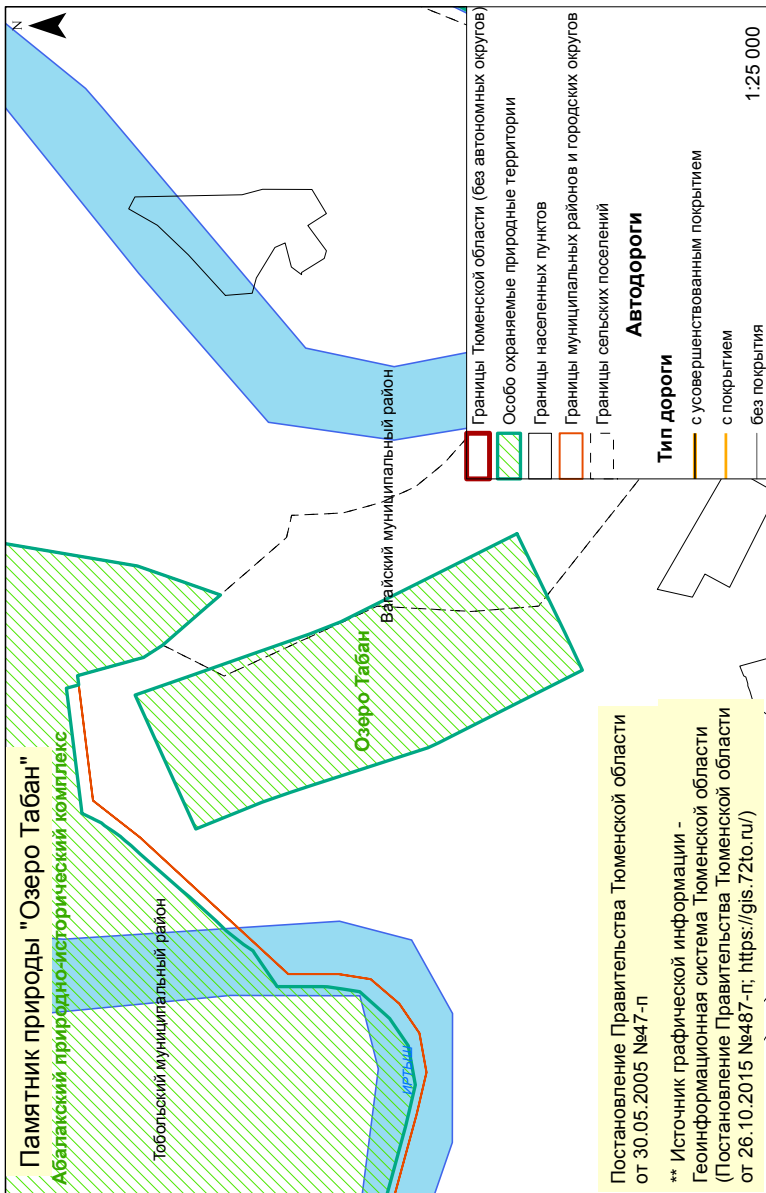 Памятник природы "Озеро Табан"
Абалакский природно-исторический комплекс
Тобольский муниципальный район
ИРТЫШ
Озеро Табан
Вагайский муниципальный район
N
Границы Тюменской области (без автономных округов)
Особо охраняемые природные территории
Границы населенных пунктов
Границы муниципальных районов и городских округов
Границы сельских поселений
Автодороги
Тип дороги
с усовершенствованным покрытием
с покрытием
без покрытия
1:25 000
Постановление Правительства Тюменской области
от 30.05.2005 №47-п
** Источник графической информации -
Геоинформационная система Тюменской области
(Постановление Правительства Тюменской области
от 26.10.2015 №487-п; https://gis.72to.ru/)